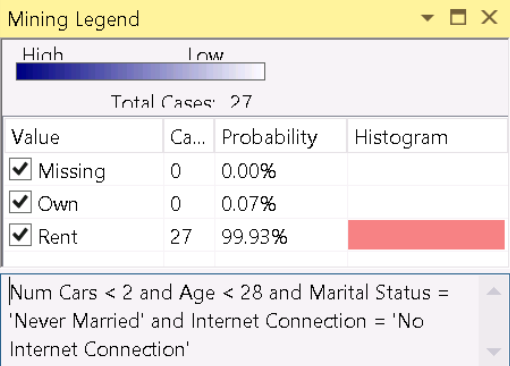 Mining Legend
High Low
Total Cases: 27
Value Ca... Probability Histogram
Missing 0 0.00%
Own 0 0.07%
Rent 27 99.93%
Num Cars < 2 and Age < 28 and Marital Status =
'Never Married' and Internet Connection = 'No
Internet Connection'